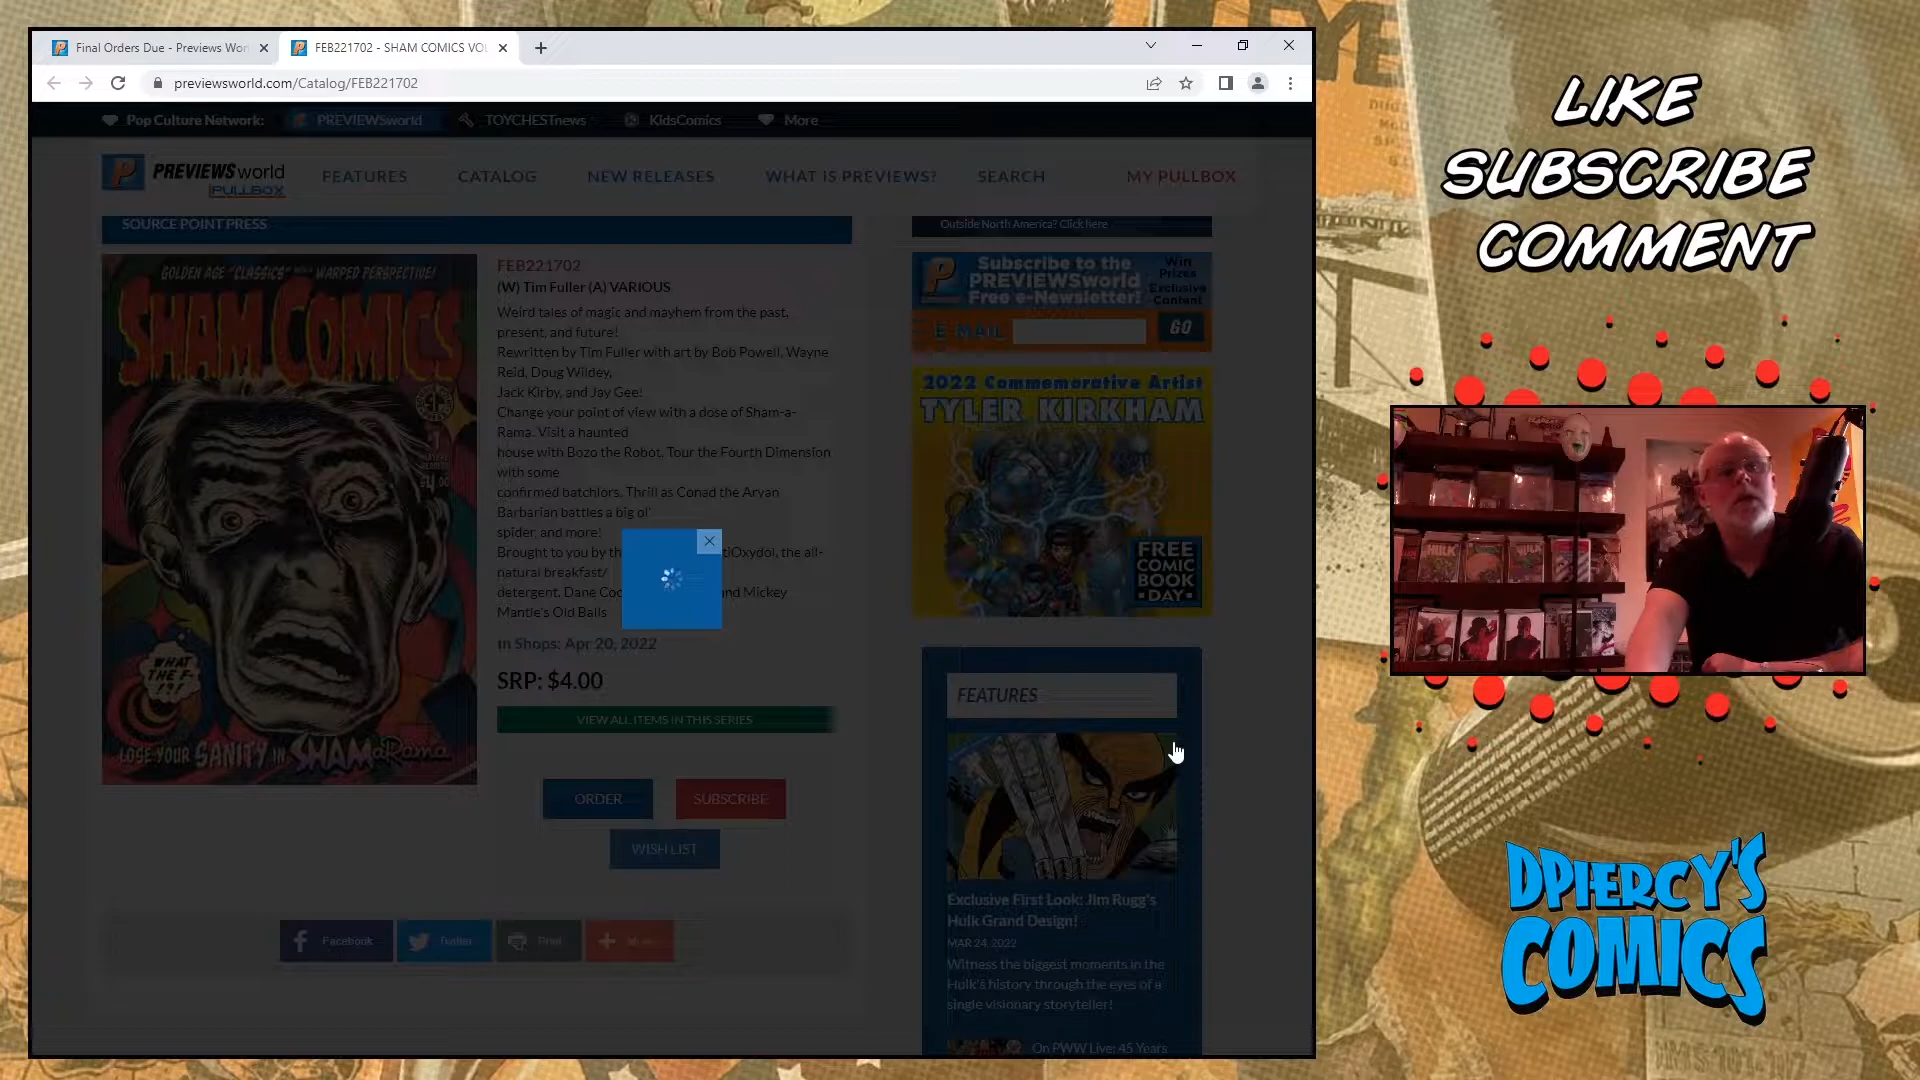 Final Orders Due - Previews Wor
FEB221702 - SHAM COMICS VOL
previewsworld.com/Catalog/FEB221702
Pop Culture Network:
PREVIEWSworld
TOYCHESTnews
KidsComics
More
PREVIEWSworld
PULLBOX
FEATURES
CATALOG
NEW RELEASES
WHAT IS PREVIEWS?
SEARCH
MY PULLBOX
SOURCE POINT PRESS
GOLDEN AGE "CLASSICS" WARPED PERSPECTIVE!
SHAM COMICS
WHAT
THE F-
!?!
LOSE YOUR SANITY IN SHAMaRama
FEB221702
(W) Tim Fuller (A) VARIOUS
Weird tales of magic and mayhem from the past,
present, and future!
Rewritten by Tim Fuller with art by Bob Powell, Wayne
Reid, Doug Wildey,
Jack Kirby, and Jay Gee!
Change your point of view with a dose of Sham-a-
Rama. Visit a haunted
house with Bozo the Robot. Tour the Fourth Dimension
with some
confirmed batchlors. Thrill as Conad the Aryan
Barbarian battles a big ol'
spider, and more!
Brought to you by th tiOxydol, the all-
natural breakfast/
detergent, Dane Coo nd Mickey
Mantle's Old Balls
In Shops: Apr 20, 2022
SRP: $4.00
VIEW ALL ITEMS IN THIS SERIES
ORDER
SUBSCRIBE
WISH LIST
Facebook
Twitter
Print
More
Outside North America? Click here
Subscribe to the
PREVIEWSworld
Free e-Newsletter!
Win
Prizes
Exclusive
Content
E-MAIL
GO
2022 Commemorative Artist
TYLER KIRKHAM
FREE
COMIC
BOOK
DAY
FEATURES
Exclusive First Look: Jim Rugg's
Hulk Grand Design!
MAR 24, 2022
Witness the biggest moments in the
Hulk's history through the eyes of a
single visionary storyteller!
On PWW Live: 45 Years
LIKE
SUBSCRIBE
COMMENT
HULK
DPIERCY'S
COMICS